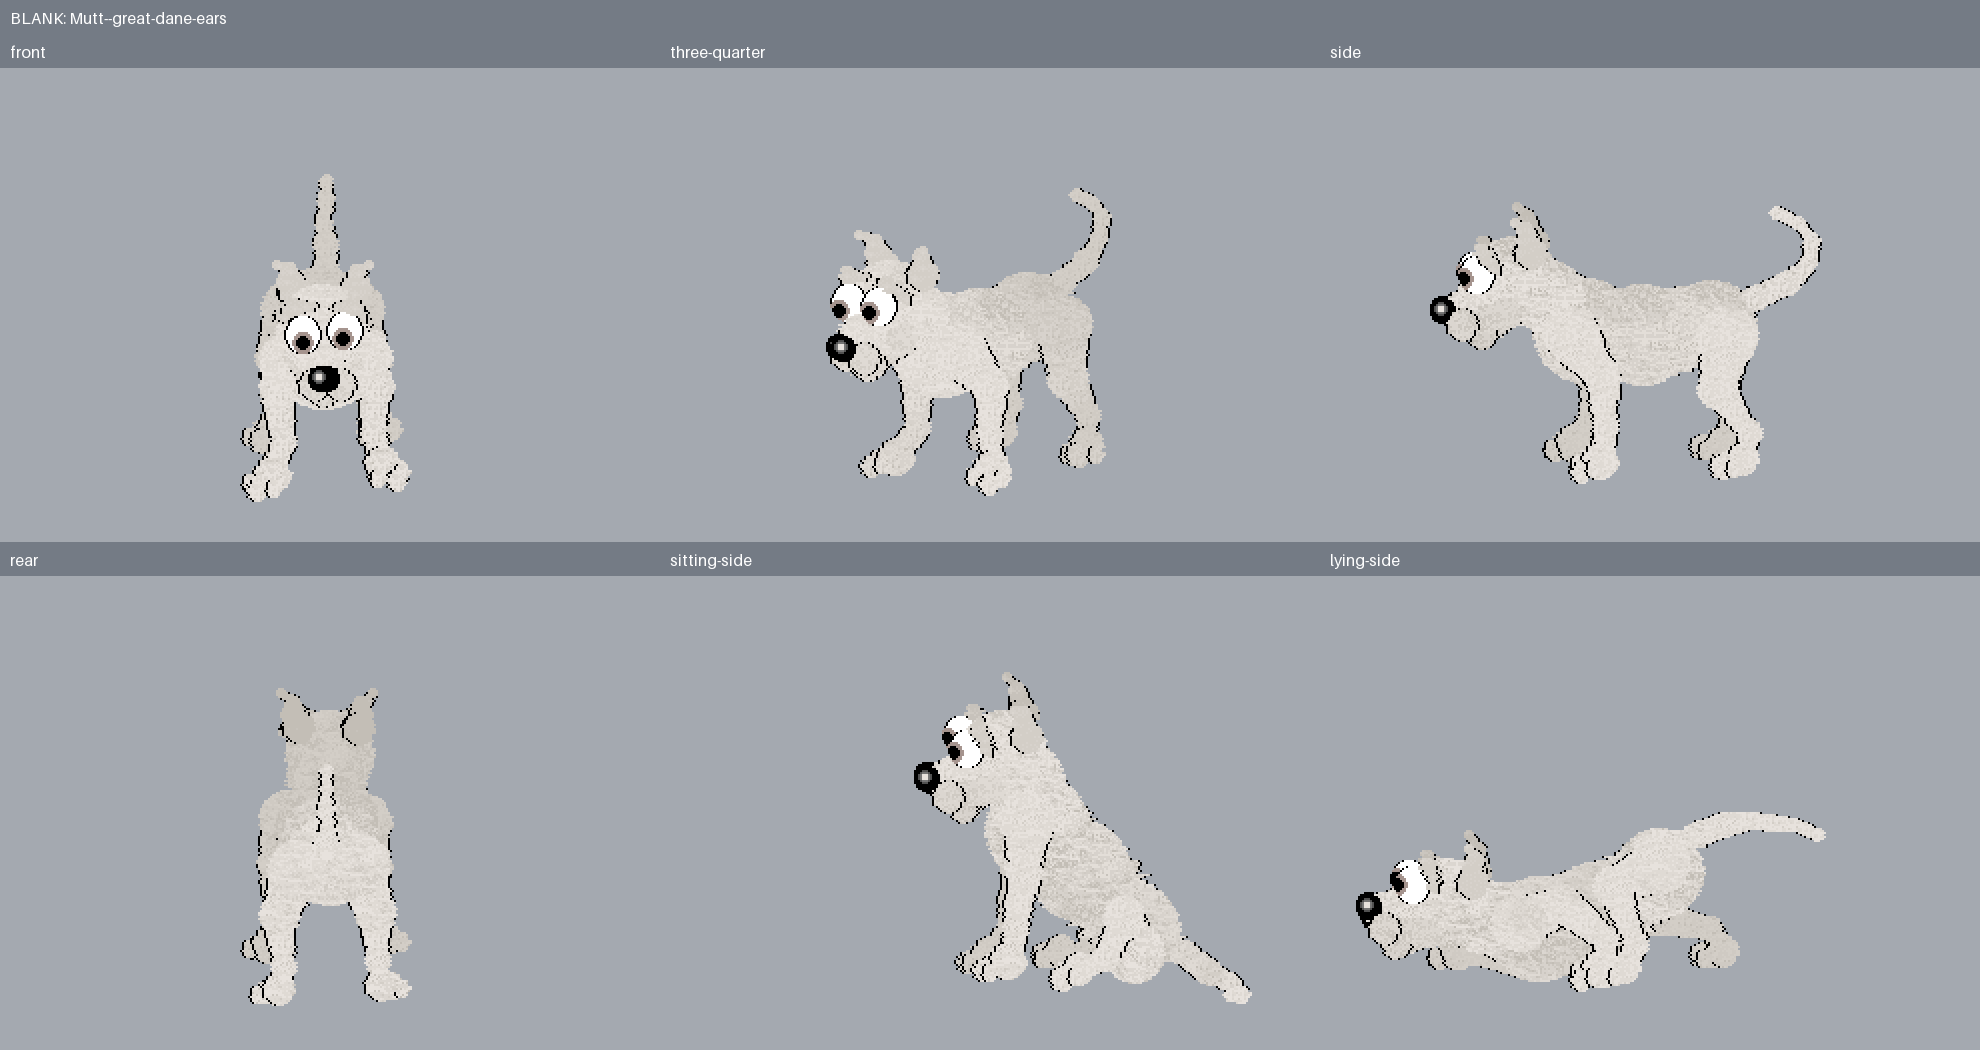 BLANK: Mutt--great-dane-ears
front
three-quarter
side
rear
sitting-side
lying-side